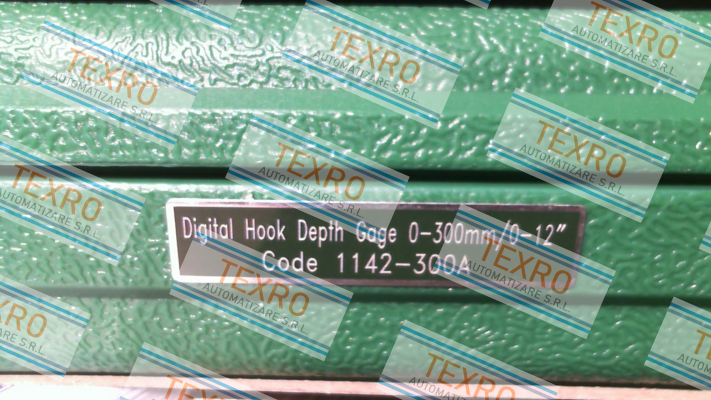 Digital Hook Depth Gage 0-300mm/0-12"
Code 1142-300A
TEXRO
AUTOMATIZARE S.R.L.